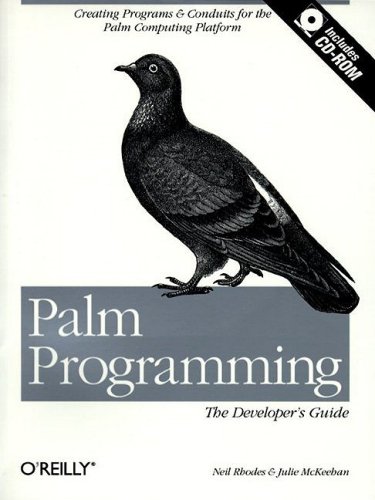 Creating Programs & Conduits for the
Palm Computing Platform
Includes
CD-ROM
Palm
Programming
The Developer's Guide
O'REILLY®
Neil Rhodes & Julie McKeehan